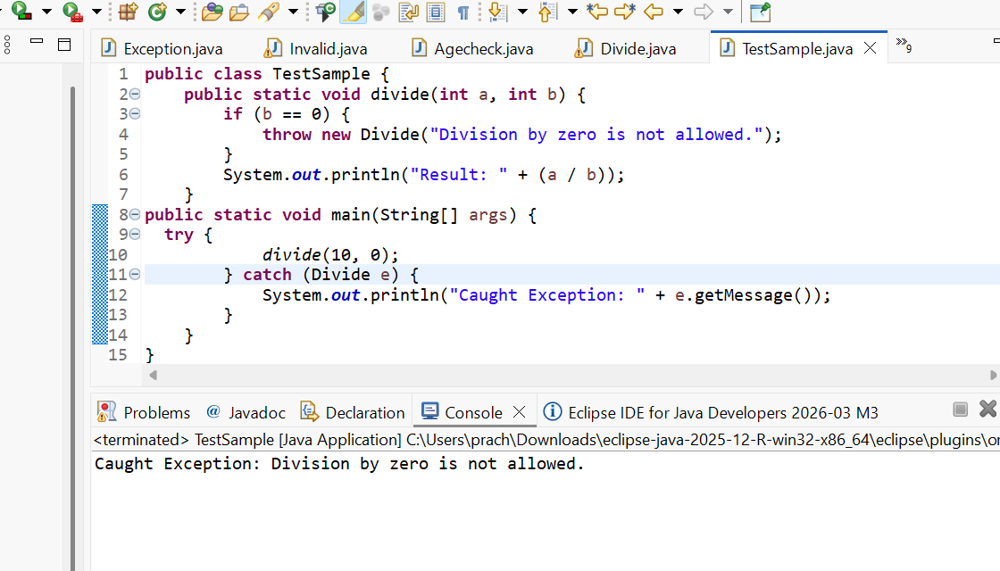 Exception.java Invalid.java Agecheck.java Divide.java TestSample.java »9
1 public class TestSample {
2 public static void divide(int a, int b) {
3 if (b == 0) {
4 throw new Divide("Division by zero is not allowed.");
5 }
6 System.out.println("Result: " + (a / b));
7 }
8 public static void main(String[] args) {
9 try {
10 divide(10, 0);
11 } catch (Divide e) {
12 System.out.println("Caught Exception: " + e.getMessage());
13 }
14 }
15 }
Problems @ Javadoc Declaration Console Eclipse IDE for Java Developers 2026-03 M3
<terminated> TestSample [Java Application] C:\Users\prach\Downloads\eclipse-java-2025-12-R-win32-x86_64\eclipse\plugins\or
Caught Exception: Division by zero is not allowed.